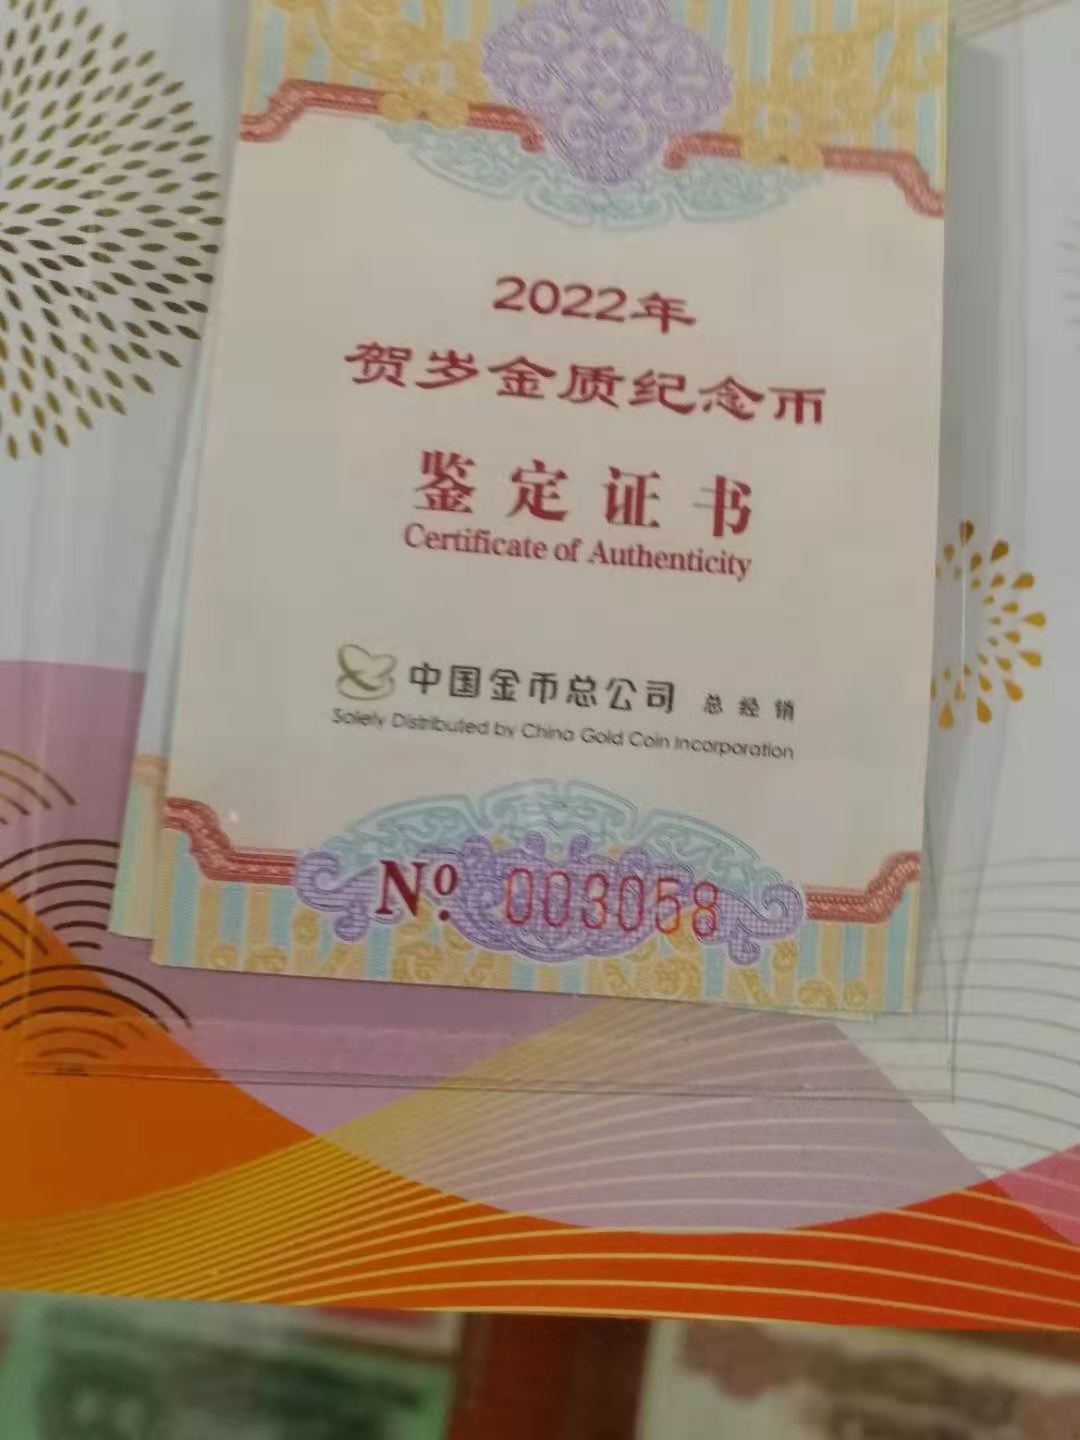 2022年
贺岁金质纪念币
鉴定证书
Certificate of Authenticity
中国金币总公司 总经销
Solely Distributed by China Gold Coin Incorporation
Nº. 003058